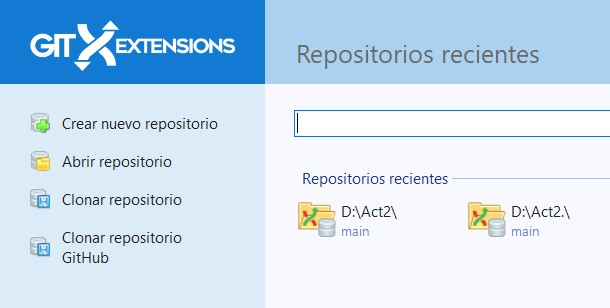 GIT EXTENSIONS
Repositorios recientes
Crear nuevo repositorio
Abrir repositorio
Clonar repositorio
Clonar repositorio
GitHub
Repositorios recientes
D:\Act2\
main
D:\Act2.\
main